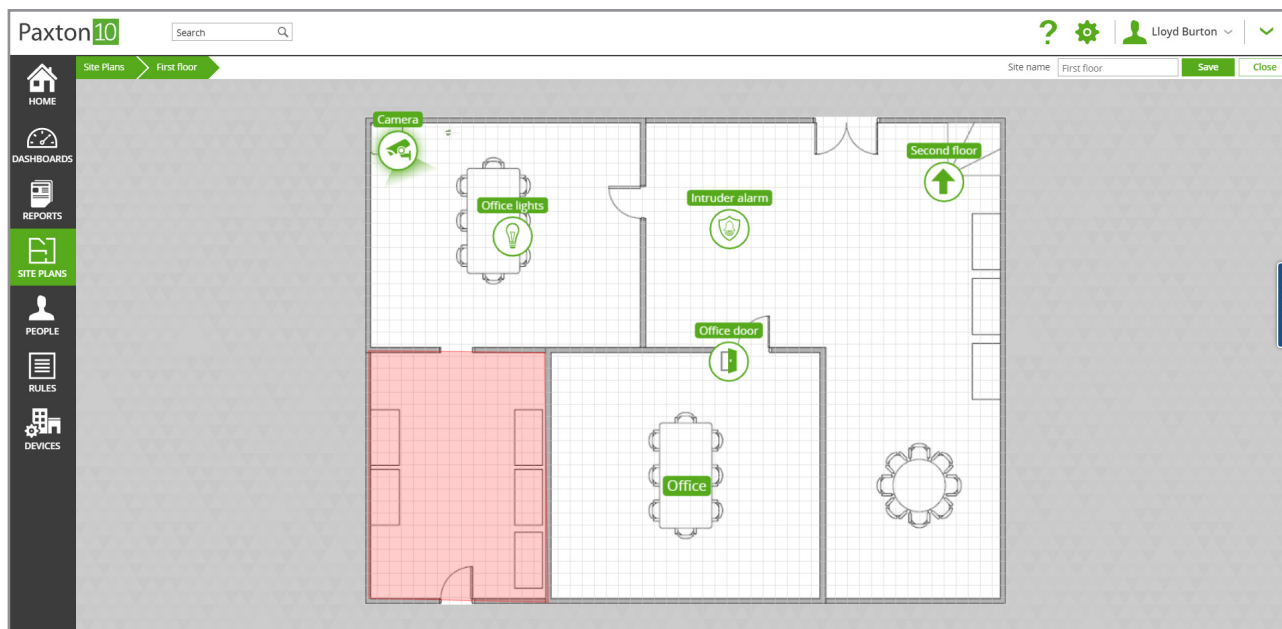 Paxton10
Search
Lloyd Burton
Site Plans
First floor
Site name
First floor
Save
Close
HOME
DASHBOARDS
REPORTS
SITE PLANS
PEOPLE
RULES
DEVICES
Camera
Second floor
Intruder alarm
Office lights
Office door
Office